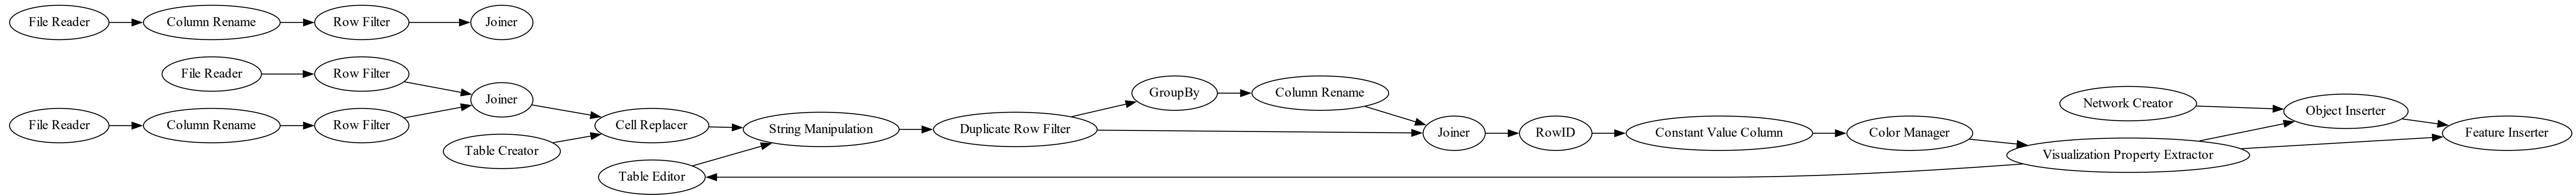 File Reader
Column Rename
Row Filter
Joiner
File Reader
Row Filter
File Reader
Column Rename
Row Filter
Joiner
Table Creator
Cell Replacer
Table Editor
String Manipulation
Duplicate Row Filter
GroupBy
Column Rename
Joiner
RowID
Constant Value Column
Color Manager
Network Creator
Visualization Property Extractor
Object Inserter
Feature Inserter